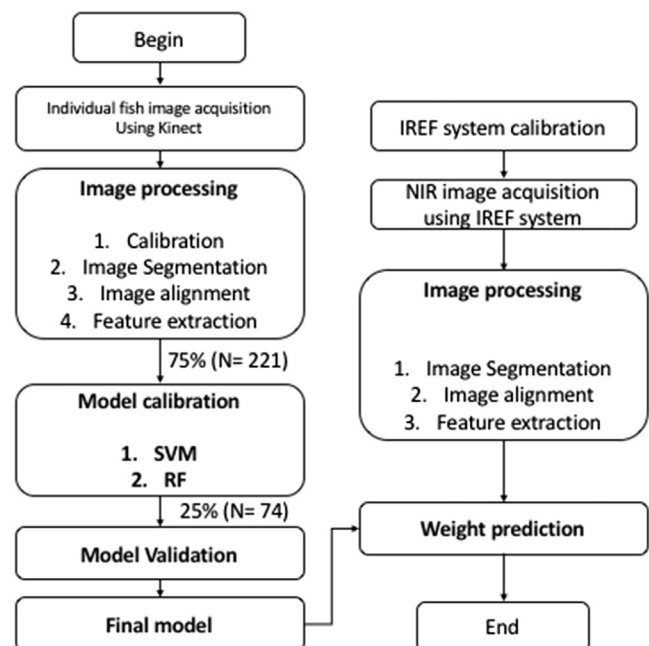 Begin
Individual fish image acquisition
Using Kinect
Image processing
1. Calibration
2. Image Segmentation
3. Image alignment
4. Feature extraction
75% (N= 221)
Model calibration
1. SVM
2. RF
25% (N= 74)
Model Validation
Final model
IREF system calibration
NIR image acquisition
using IREF system
Image processing
1. Image Segmentation
2. Image alignment
3. Feature extraction
Weight prediction
End